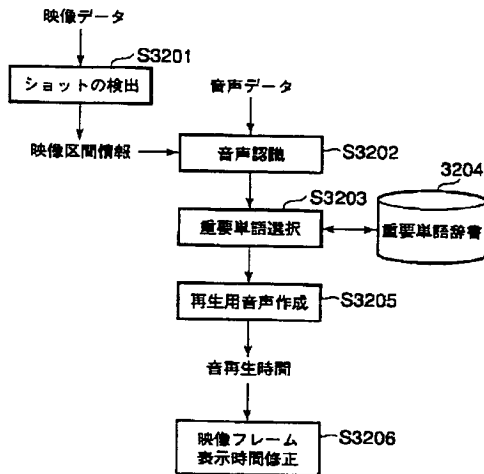 映像データ
S3201
ショットの検出
音声データ
映像区間情報
音声認識
S3202
S3203
3204
重要単語選択
重要単語辞書
再生用音声作成
S3205
音再生時間
映像フレーム
表示時間修正
S3206